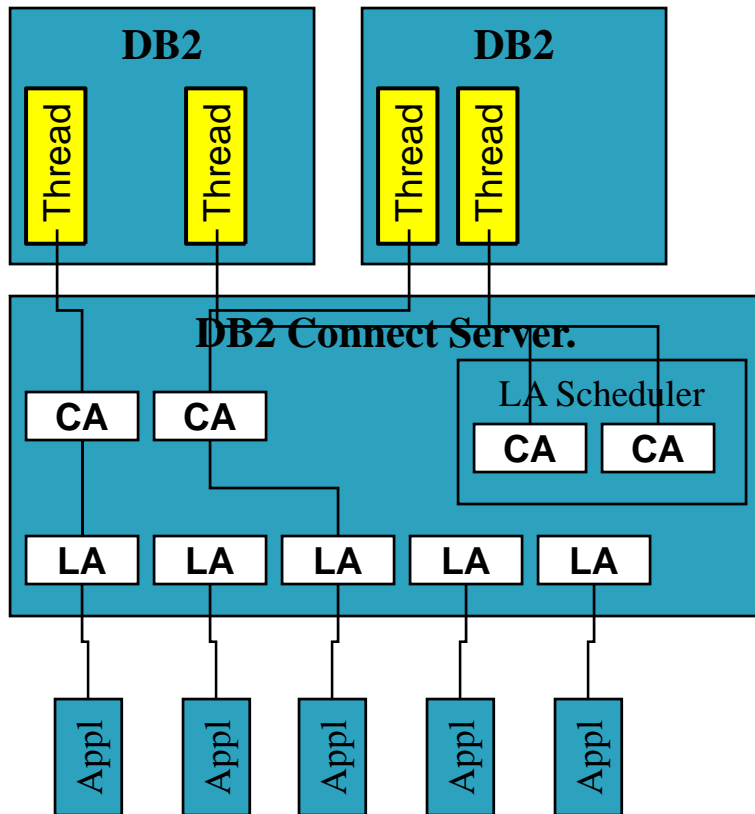 DB2
DB2
Thread
Thread
Thread
Thread
DB2 Connect Server.
LA Scheduler
CA
CA
CA
CA
LA
LA
LA
LA
LA
Appl
Appl
Appl
Appl
Appl